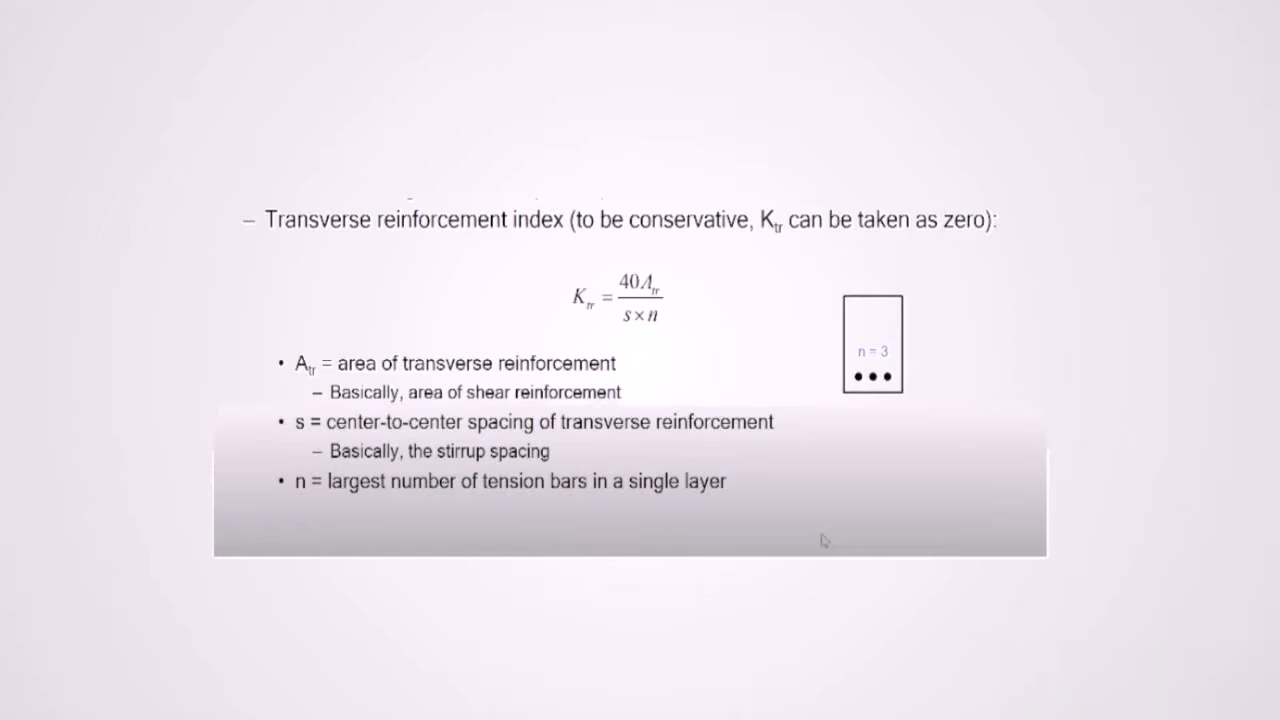 – Transverse reinforcement index (to be conservative, Ktr can be taken as zero):
Ktr = 40Atr / s×n
n = 3
• Atr = area of transverse reinforcement
– Basically, area of shear reinforcement
• s = center-to-center spacing of transverse reinforcement
– Basically, the stirrup spacing
• n = largest number of tension bars in a single layer